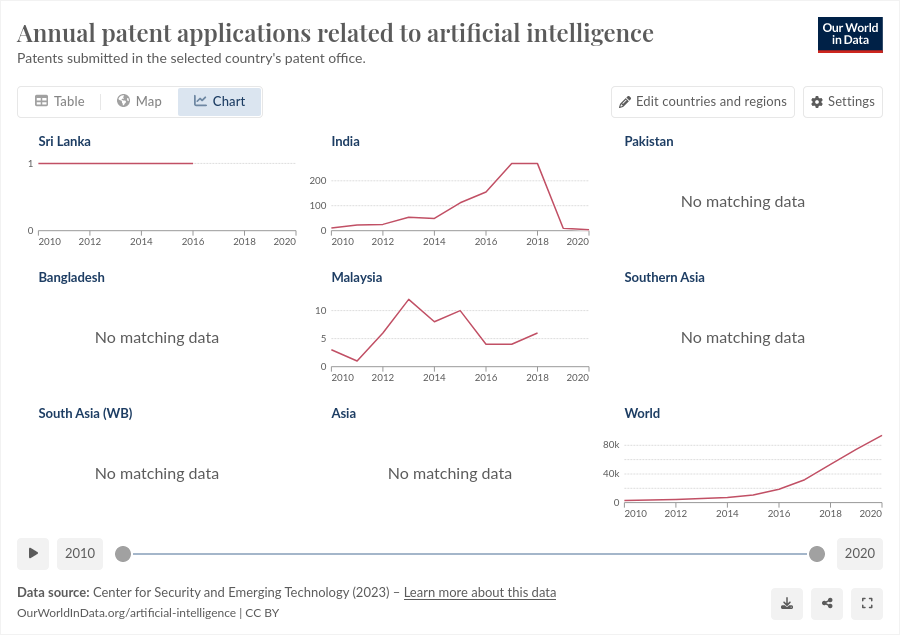 Annual patent applications related to artificial intelligence
Our World
in Data
Patents submitted in the selected country's patent office.
Table
Map
Chart
Edit countries and regions
Settings
Sri Lanka
1
0
2010 2012 2014 2016 2018 2020
India
200
100
0
2010 2012 2014 2016 2018 2020
Pakistan
No matching data
Bangladesh
No matching data
Malaysia
10
5
0
2010 2012 2014 2016 2018 2020
Southern Asia
No matching data
South Asia (WB)
No matching data
Asia
No matching data
World
80k
40k
0
2010 2012 2014 2016 2018 2020
2010
2020
Data source: Center for Security and Emerging Technology (2023) – Learn more about this data
OurWorldInData.org/artificial-intelligence | CC BY